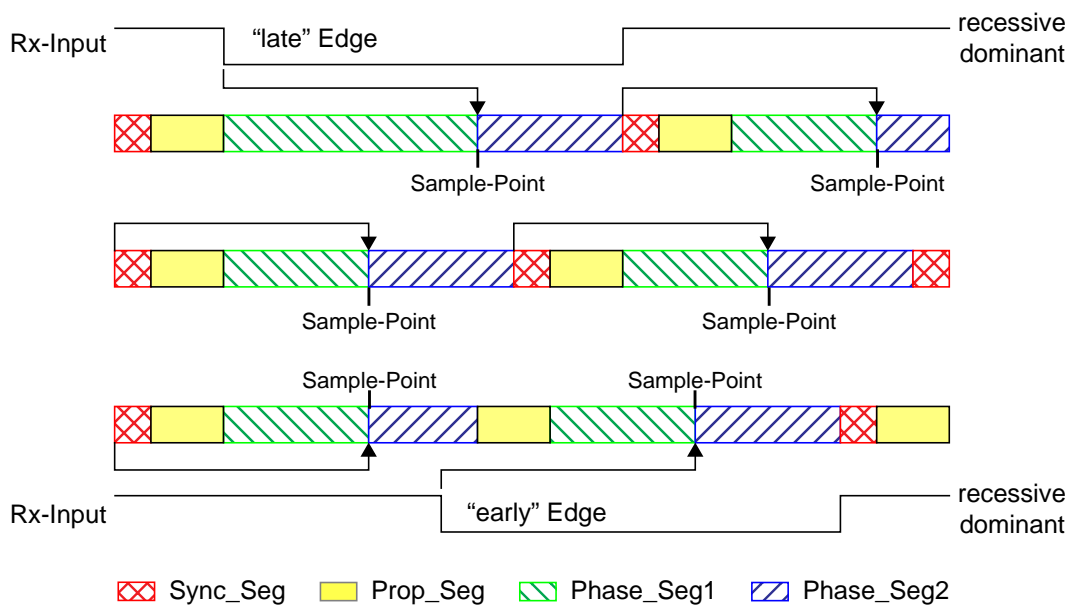 Rx-Input “late” Edge recessive
dominant
Sample-Point Sample-Point
Sample-Point Sample-Point
Sample-Point Sample-Point
Rx-Input “early” Edge recessive
dominant
Sync_Seg Prop_Seg Phase_Seg1 Phase_Seg2